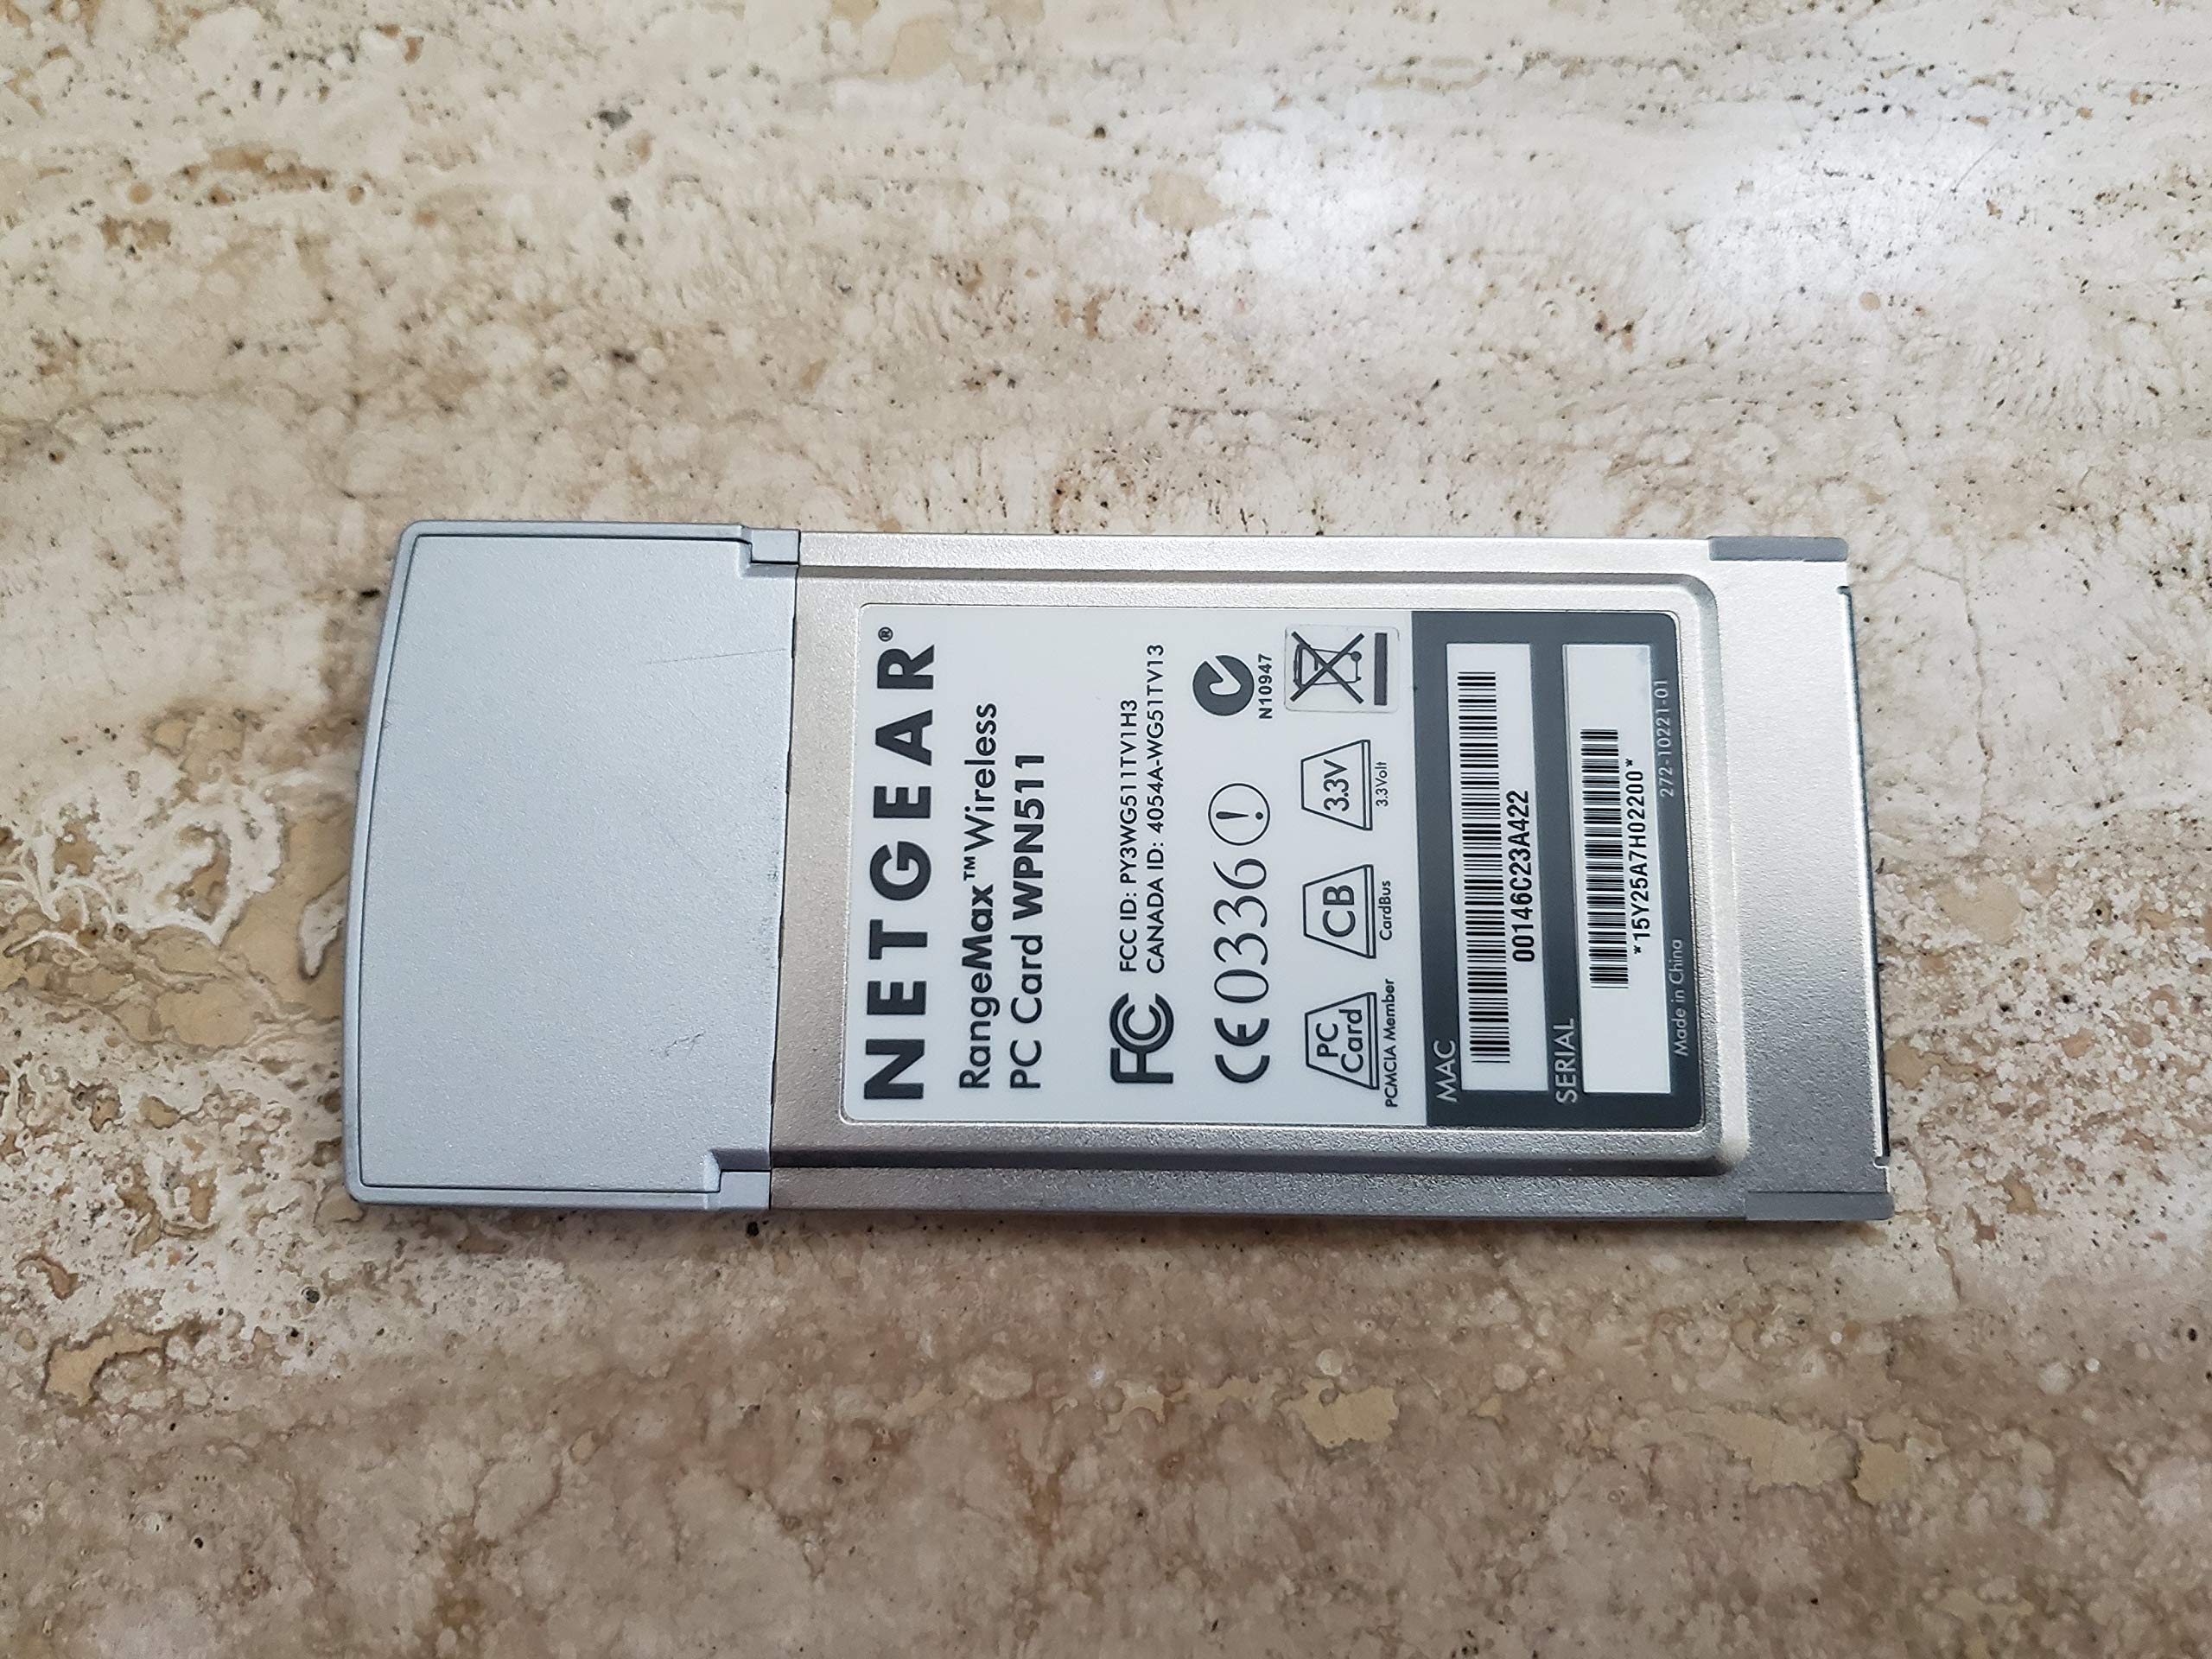 NETGEAR®
RangeMax™ Wireless
PC Card WPN511
FC FCC ID: PY3WG511TV1H3
CANADA ID: 4054A-WG51TV13
CE0336!
N10947
PC Card
CB
3.3V
PCMCIA Member
CardBus
3.3Volt
MAC
00146C23A422
SERIAL
*15Y25A7H02200*
Made in China
272-10221-01